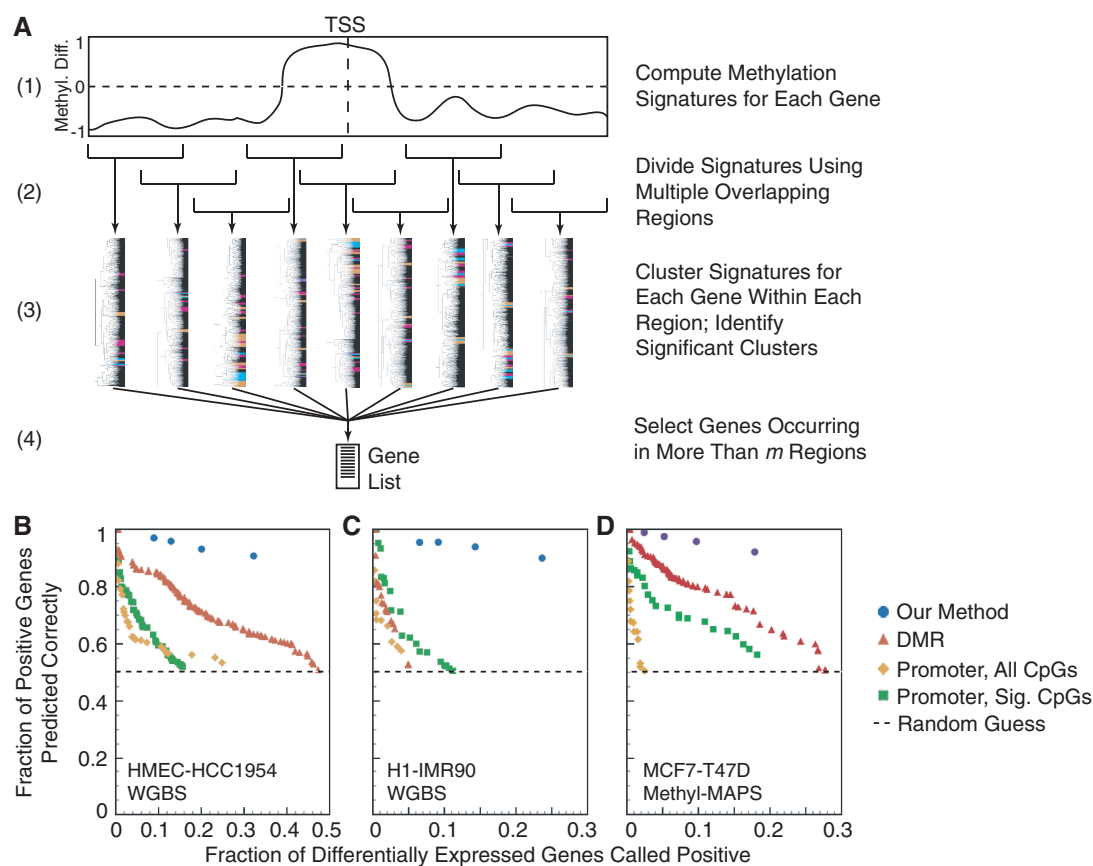 A
TSS
Methyl. Diff.
1
0
-1
(1)
Compute Methylation
Signatures for Each Gene
(2)
Divide Signatures Using
Multiple Overlapping
Regions
(3)
Cluster Signatures for
Each Gene Within Each
Region; Identify
Significant Clusters
(4)
Gene
List
Select Genes Occurring
in More Than m Regions
B
C
D
Fraction of Positive Genes
Predicted Correctly
1
0.8
0.6
0.4
0.2
0
HMEC-HCC1954
WGBS
H1-IMR90
WGBS
MCF7-T47D
Methyl-MAPS
Our Method
DMR
Promoter, All CpGs
Promoter, Sig. CpGs
Random Guess
0 0.1 0.2 0.3 0.4 0.5
0 0.1 0.2 0.3
0 0.1 0.2 0.3
Fraction of Differentially Expressed Genes Called Positive